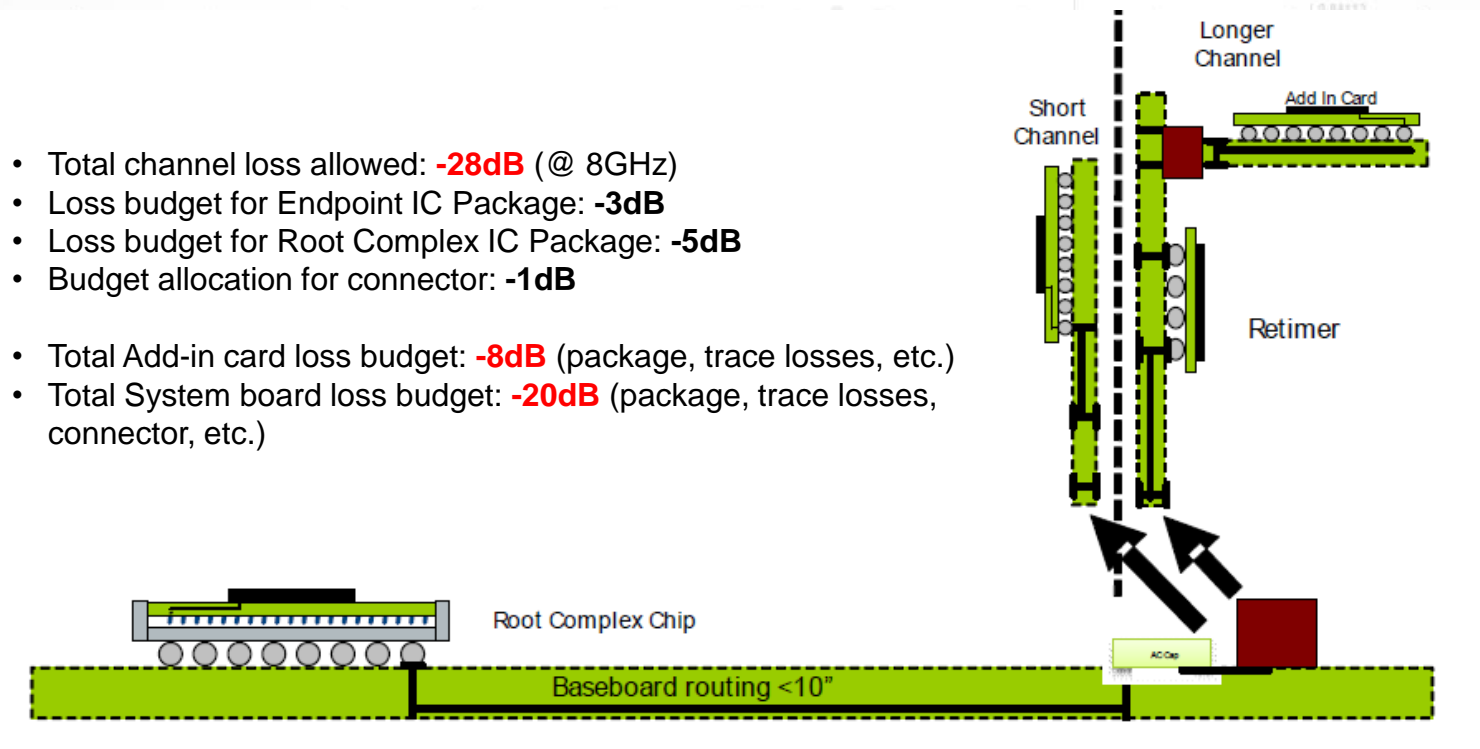 Longer
Channel
Add In Card
Short
Channel
• Total channel loss allowed: -28dB (@ 8GHz)
• Loss budget for Endpoint IC Package: -3dB
• Loss budget for Root Complex IC Package: -5dB
• Budget allocation for connector: -1dB
Retimer
• Total Add-in card loss budget: -8dB (package, trace losses, etc.)
• Total System board loss budget: -20dB (package, trace losses,
connector, etc.)
Root Complex Chip
AC Cap
Baseboard routing <10”